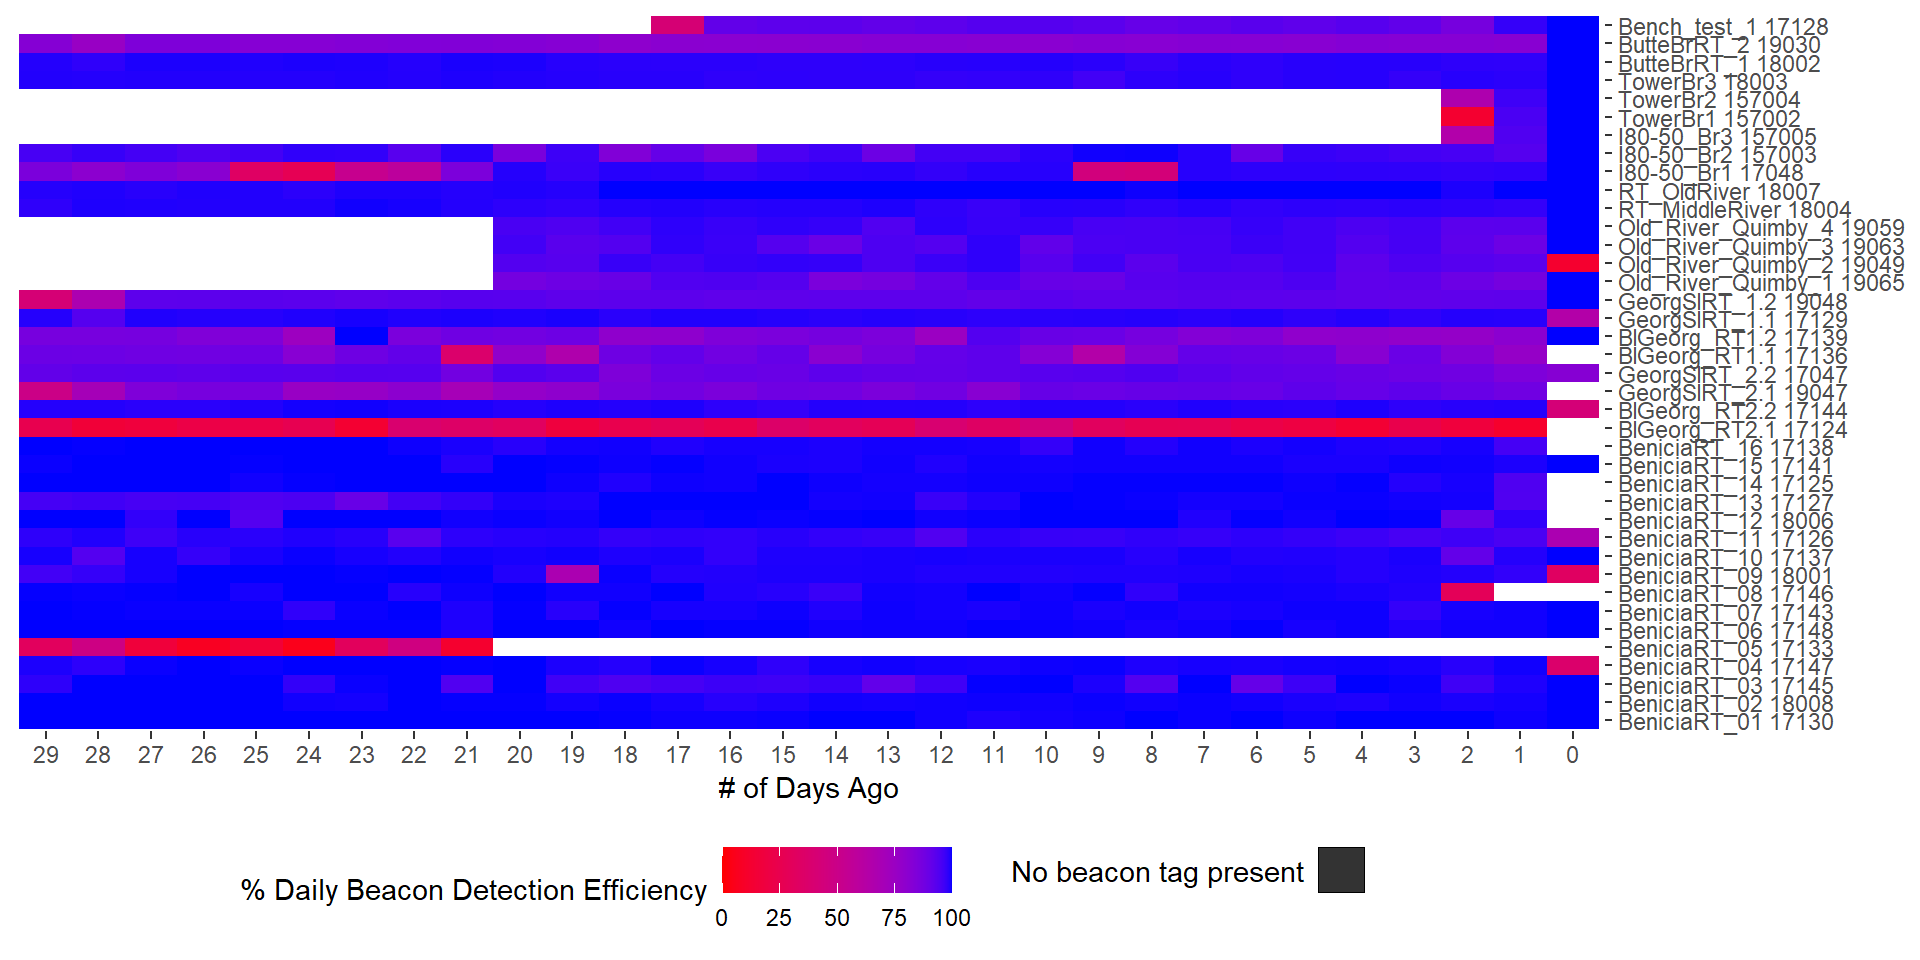 Bench_test_1 17128
ButteBrRT_2 19030
ButteBrRT_1 18002
TowerBr3 18003
TowerBr2 157004
TowerBr1 157002
I80-50_Br3 157005
I80-50_Br2 157003
I80-50_Br1 17048
RT_OldRiver 18007
RT_MiddleRiver 18004
Old_River_Quimby_4 19059
Old_River_Quimby_3 19063
Old_River_Quimby_2 19049
Old_River_Quimby_1 19065
GeorgSlRT_1.2 19048
GeorgSlRT_1.1 17129
BlGeorg_RT1.2 17139
BlGeorg_RT1.1 17136
GeorgSlRT_2.2 17047
GeorgSlRT_2.1 19047
BlGeorg_RT2.2 17144
BlGeorg_RT2.1 17124
BeniciaRT_16 17138
BeniciaRT_15 17141
BeniciaRT_14 17125
BeniciaRT_13 17127
BeniciaRT_12 18006
BeniciaRT_11 17126
BeniciaRT_10 17137
BeniciaRT_09 18001
BeniciaRT_08 17146
BeniciaRT_07 17143
BeniciaRT_06 17148
BeniciaRT_05 17133
BeniciaRT_04 17147
BeniciaRT_03 17145
BeniciaRT_02 18008
BeniciaRT_01 17130
29 28 27 26 25 24 23 22 21 20 19 18 17 16 15 14 13 12 11 10 9 8 7 6 5 4 3 2 1 0
# of Days Ago
% Daily Beacon Detection Efficiency
0 25 50 75 100
No beacon tag present